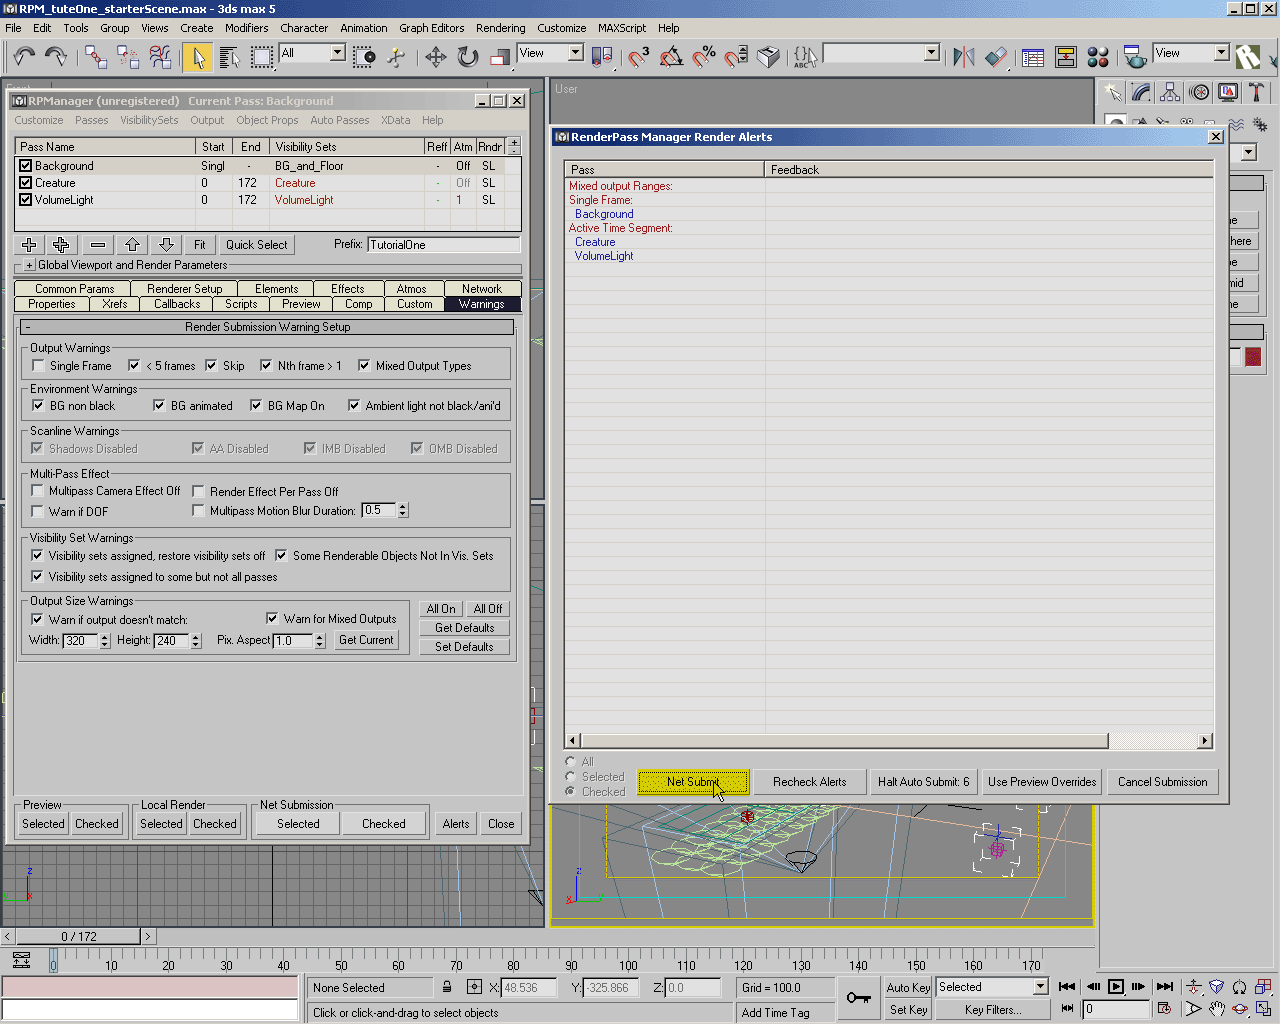 RPM_tuteOne_starterScene.max - 3ds max 5
File Edit Tools Group Views Create Modifiers Character Animation Graph Editors Rendering Customize MAXScript Help
All View View
User
RPManager (unregistered) Current Pass: Background
Customize Passes VisibilitySets Output Object Props Auto Passes XData Help
Pass Name Start End Visibility Sets Reff Atm Rndr
Background Singl - BG_and_Floor - Off SL
Creature 0 172 Creature - Off SL
VolumeLight 0 172 VolumeLight - 1 SL
Fit Quick Select Prefix: TutorialOne
+ Global Viewport and Render Parameters
Common Params Renderer Setup Elements Effects Atmos Network
Properties Xrefs Callbacks Scripts Preview Comp Custom Warnings
- Render Submission Warning Setup
Output Warnings
Single Frame < 5 frames Skip Nth frame > 1 Mixed Output Types
Environment Warnings
BG non black BG animated BG Map On Ambient light not black/ani'd
Scanline Warnings
Shadows Disabled AA Disabled IMB Disabled OMB Disabled
Multi-Pass Effect
Multipass Camera Effect Off Render Effect Per Pass Off
Warn if DOF Multipass Motion Blur Duration: 0.5
Visibility Set Warnings
Visibility sets assigned, restore visibility sets off Some Renderable Objects Not In Vis. Sets
Visibility sets assigned to some but not all passes
Output Size Warnings
Warn if output doesn't match: Warn for Mixed Outputs
Width: 320 Height: 240 Pix. Aspect 1.0 Get Current
All On All Off
Get Defaults
Set Defaults
Preview Local Render Net Submission
Selected Checked Selected Checked Selected Checked Alerts Close
RenderPass Manager Render Alerts
Pass Feedback
Mixed output Ranges:
Single Frame:
Background
Active Time Segment:
Creature
VolumeLight
All
Selected
Checked
Net Submit Recheck Alerts Halt Auto Submit: 6 Use Preview Overrides Cancel Submission
z x
z x y
0 / 172
0 10 20 30 40 50 60 70 80 90 100 110 120 130 140 150 160 170
None Selected X: 48.536 Y: -325.866 Z: 0.0 Grid = 100.0 Auto Key Selected
Click or click-and-drag to select objects Add Time Tag Set Key Key Filters... 0